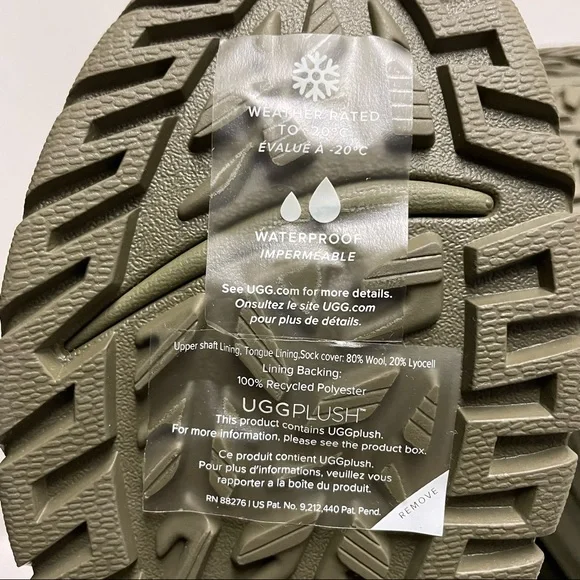 WEATHER RATED
TO -20°C
ÉVALUÉ À -20°C
WATERPROOF
IMPERMEABLE
See UGG.com for more details.
Onsultez le site UGG.com
pour plus de détails.
Upper shaft Lining, Tongue Lining,Sock cover: 80% Wool, 20% Lyocell
Lining Backing:
100% Recycled Polyester
UGGPLUSH™
This product contains UGGplush.
For more information, please see the product box.
Ce produit contient UGGplush.
Pour plus d'informations, veuillez vous
rapporter a la boîte du produit.
RN 88276 I US Pat. No. 9,212,440 Pat. Pend.
REMOVE